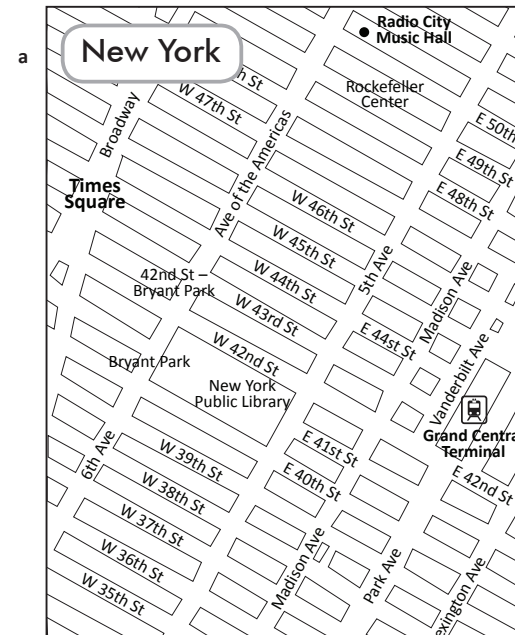 a
New York
Radio City
Music Hall
h St
W 47th St
Rockefeller
Center
Broadway
Ave of the Americas
E 50th
E 49th St
E 48th St
Times
Square
W 46th St
W 45th St
W 44th St
W 43rd St
W 42nd St
5th Ave
Madison Ave
42nd St –
Bryant Park
E 44st St
Vanderbilt Ave
Bryant Park
New York
Public Library
Grand Centra
Terminal
E 41st St
E 40th St
E 42nd St
6th Ave
W 39th St
W 38th St
W 37th St
W 36th St
W 35th St
Madison Ave
Park Ave
exington Ave